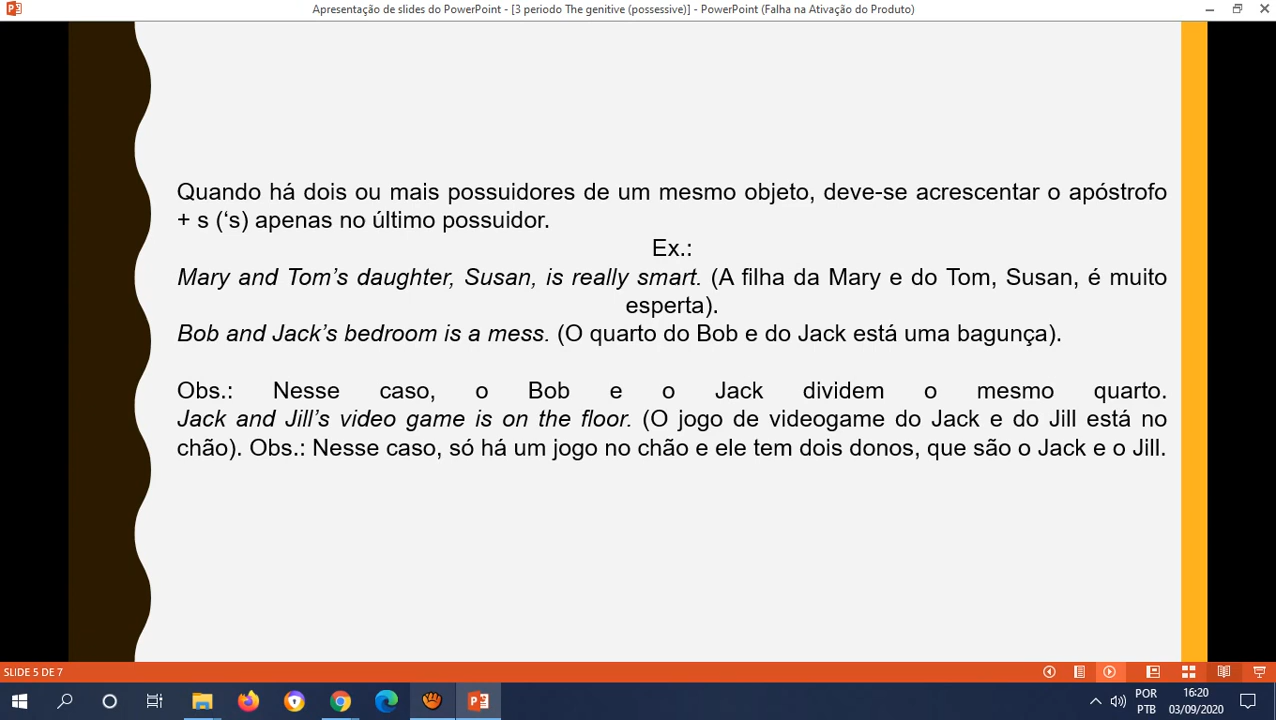 Apresentação de slides do PowerPoint - [3 periodo The genitive (possessive)] - PowerPoint (Falha na Ativação do Produto)
Quando há dois ou mais possuidores de um mesmo objeto, deve-se acrescentar o apóstrofo
+ s (‘s) apenas no último possuidor.
Ex.:
Mary and Tom’s daughter, Susan, is really smart. (A filha da Mary e do Tom, Susan, é muito
esperta).
Bob and Jack’s bedroom is a mess. (O quarto do Bob e do Jack está uma bagunça).
Obs.: Nesse caso, o Bob e o Jack dividem o mesmo quarto.
Jack and Jill’s video game is on the floor. (O jogo de videogame do Jack e do Jill está no
chão). Obs.: Nesse caso, só há um jogo no chão e ele tem dois donos, que são o Jack e o Jill.
SLIDE 5 DE 7
POR
PTB
16:20
03/09/2020